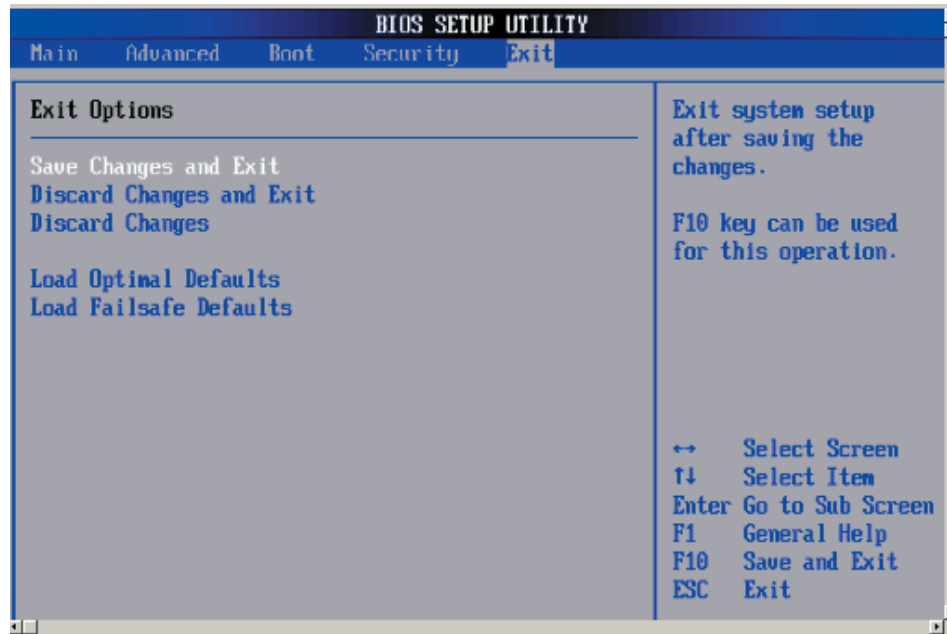 BIOS SETUP UTILITY
Main Advanced Boot Security Exit
Exit Options
Save Changes and Exit
Discard Changes and Exit
Discard Changes
Load Optimal Defaults
Load Failsafe Defaults
Exit system setup
after saving the
changes.
F10 key can be used
for this operation.
↔ Select Screen
↑↓ Select Item
Enter Go to Sub Screen
F1 General Help
F10 Save and Exit
ESC Exit